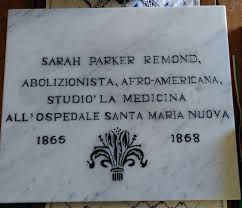 SARAH PARKER REMOND,
ABOLIZIONISTA, AFRO-AMERICANA,
STUDIO' LA MEDICINA
ALL'OSPEDALE SANTA MARIA NUOVA
1866 1868